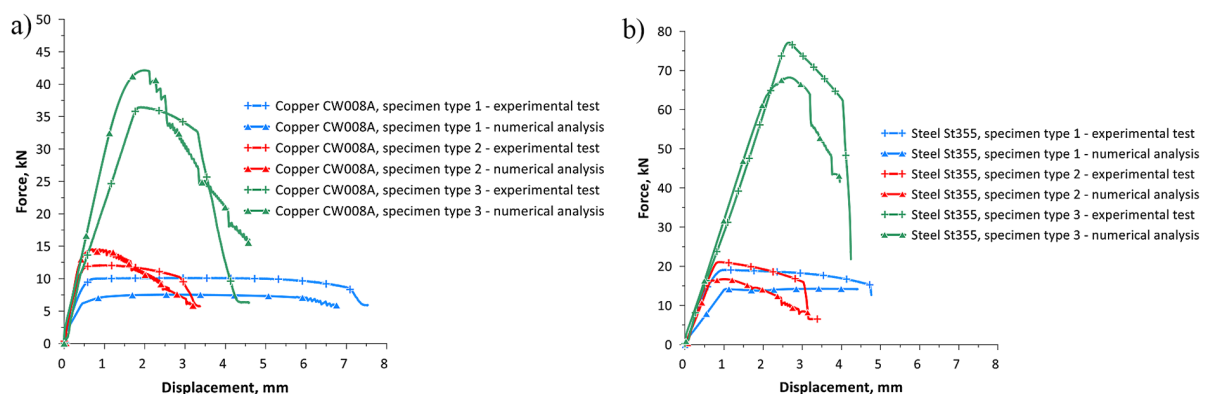 a)
Force, kN
50
45
40
35
30
25
20
15
10
5
0
0 1 2 3 4 5 6 7 8
Displacement, mm
Copper CW008A, specimen type 1 - experimental test
Copper CW008A, specimen type 1 - numerical analysis
Copper CW008A, specimen type 2 - experimental test
Copper CW008A, specimen type 2 - numerical analysis
Copper CW008A, specimen type 3 - experimental test
Copper CW008A, specimen type 3 - numerical analysis
b)
Force, kN
80
70
60
50
40
30
20
10
0
0 1 2 3 4 5 6 7 8
Displacement, mm
Steel St355, specimen type 1 - experimental test
Steel St355, specimen type 1 - numerical analysis
Steel St355, specimen type 2 - experimental test
Steel St355, specimen type 2 - numerical analysis
Steel St355, specimen type 3 - experimental test
Steel St355, specimen type 3 - numerical analysis